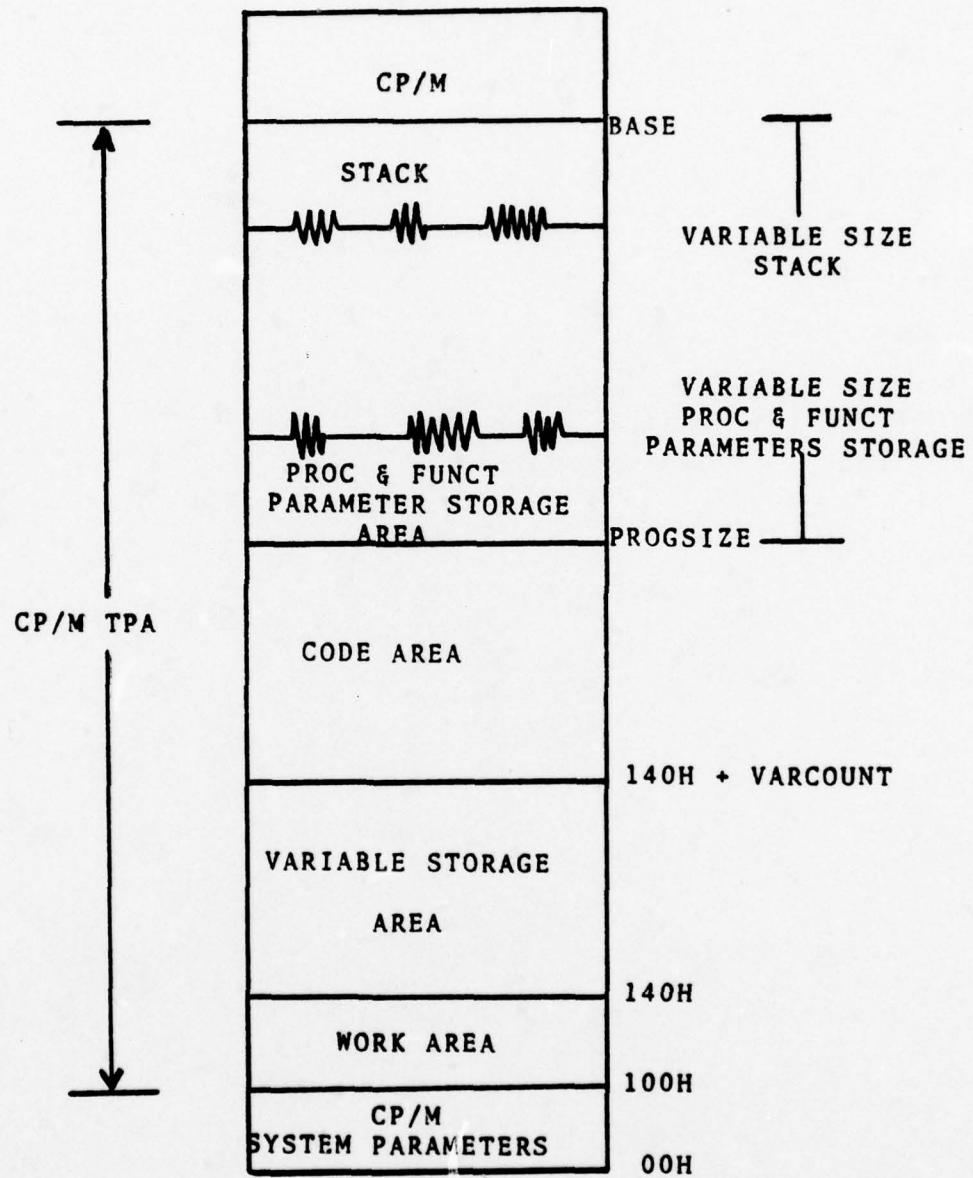 CP/M
BASE
STACK
VARIABLE SIZE
STACK
VARIABLE SIZE
PROC & FUNCT
PARAMETERS STORAGE
PROC & FUNCT
PARAMETER STORAGE
AREA
PROGSIZE
CP/M TPA
CODE AREA
140H + VARCOUNT
VARIABLE STORAGE
AREA
140H
WORK AREA
100H
CP/M
SYSTEM PARAMETERS
00H